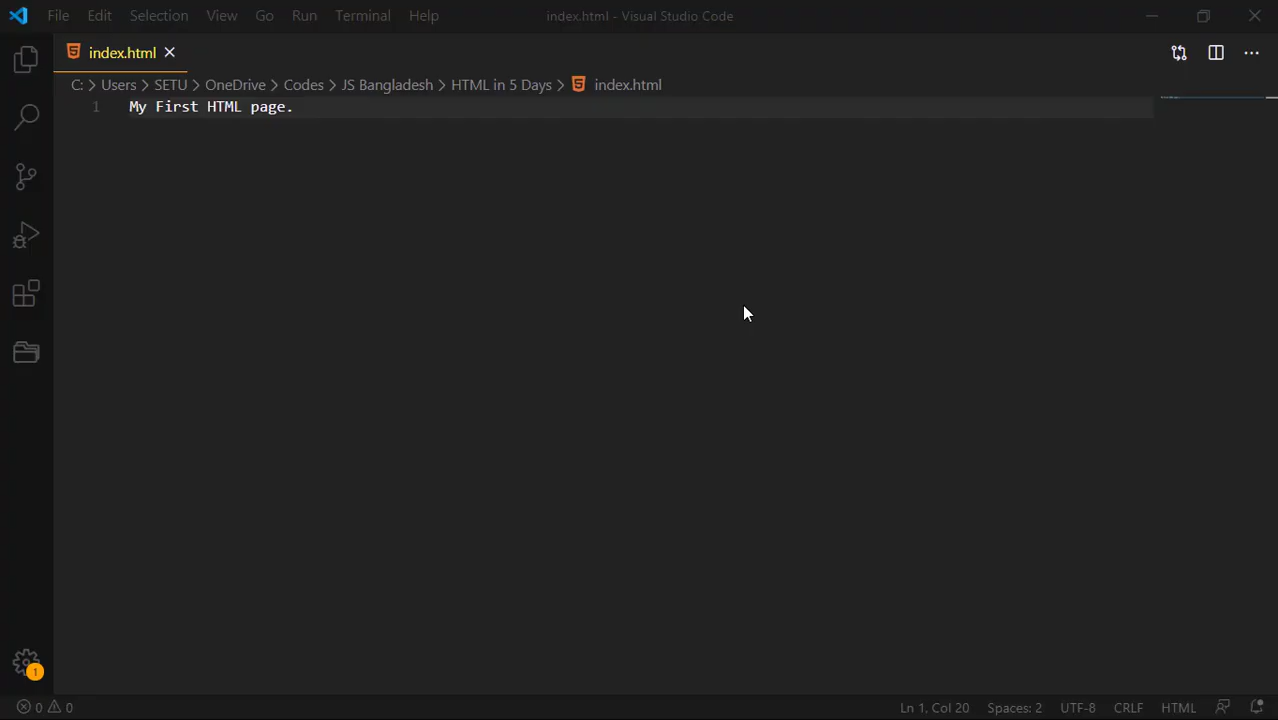 File Edit Selection View Go Run Terminal Help index.html - Visual Studio Code
index.html
C: > Users > SETU > OneDrive > Codes > JS Bangladesh > HTML in 5 Days > index.html
1 My First HTML page.
1
0 0 Ln 1, Col 20 Spaces: 2 UTF-8 CRLF HTML